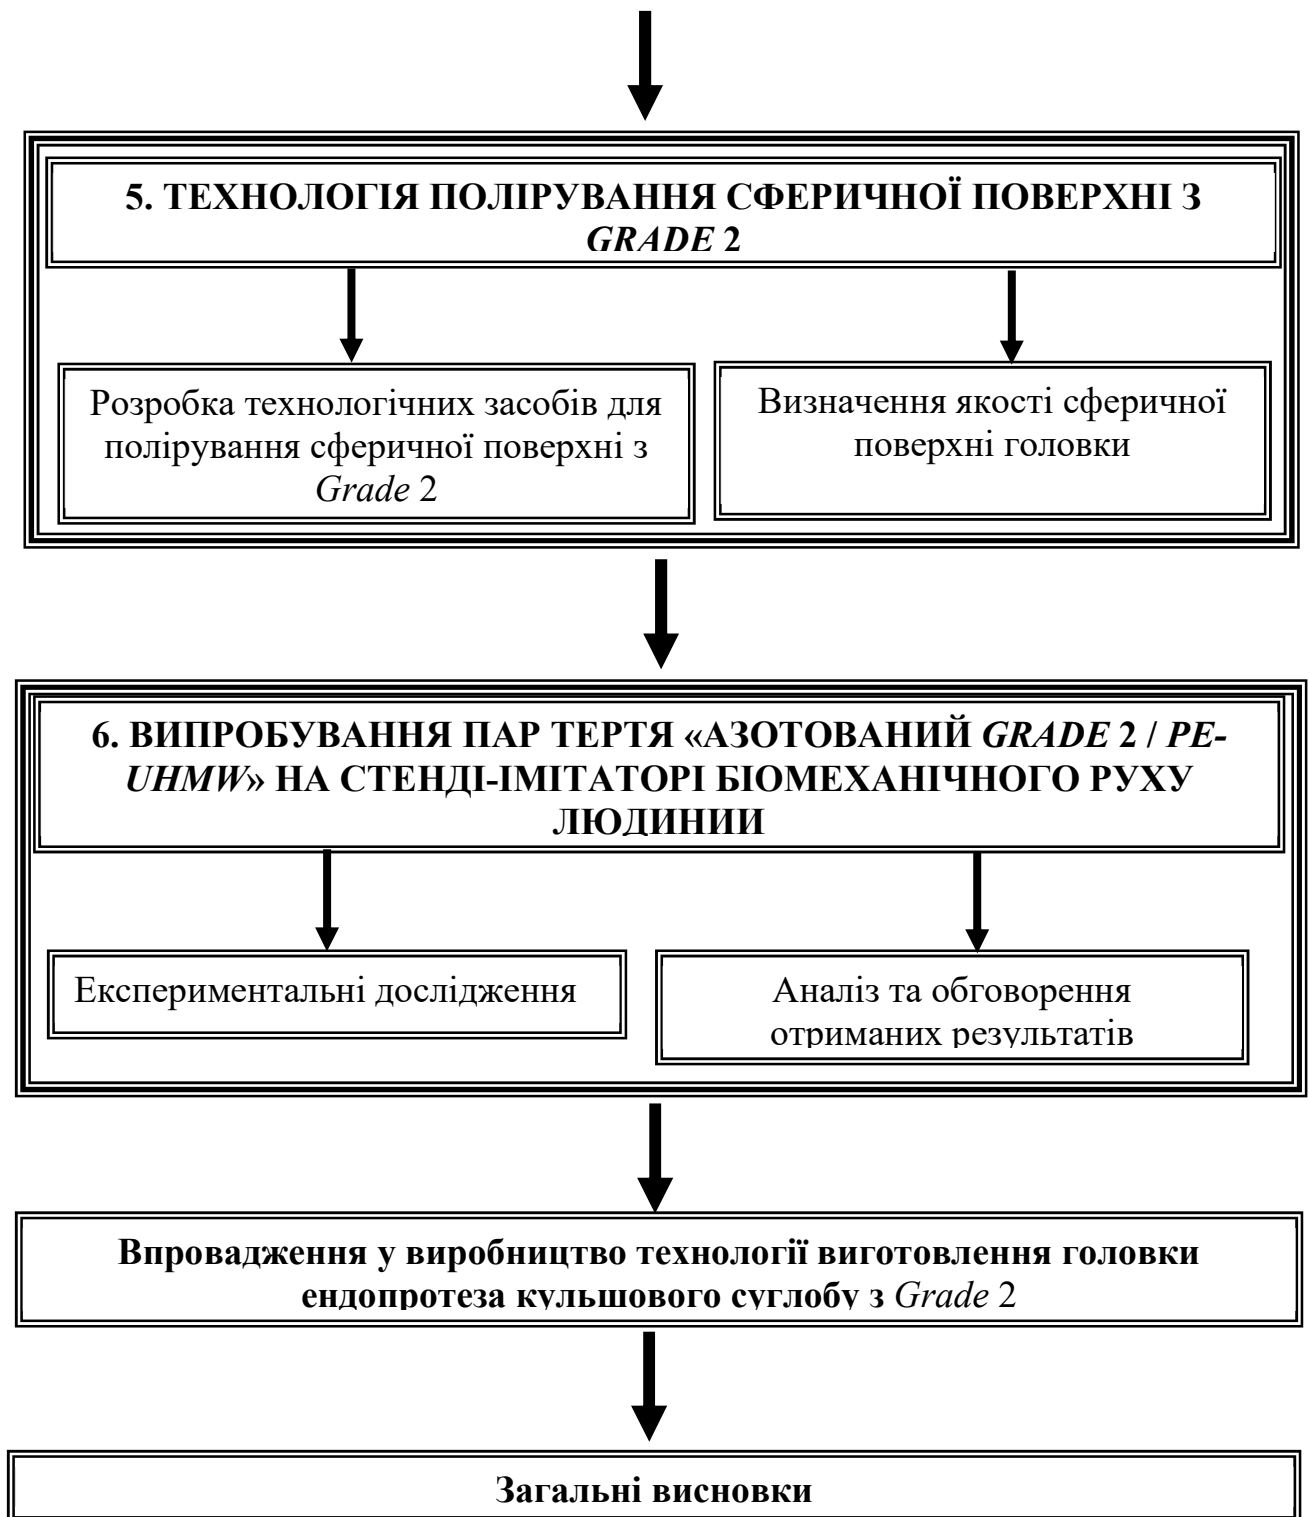 5. ТЕХНОЛОГІЯ ПОЛІРУВАННЯ СФЕРИЧНОЇ ПОВЕРХНІ З
GRADE 2
Розробка технологічних засобів для
полірування сферичної поверхні з
Grade 2
Визначення якості сферичної
поверхні головки
6. ВИПРОБУВАННЯ ПАР ТЕРТЯ «АЗОТОВАНИЙ GRADE 2 / PE-
UHMW» НА СТЕНДІ-ІМІТАТОРІ БІОМЕХАНІЧНОГО РУХУ
ЛЮДИНИИ
Експериментальні дослідження
Аналіз та обговорення
отриманих результатів
Впровадження у виробництво технології виготовлення головки
ендопротеза кульшового суглобу з Grade 2
Загальні висновки